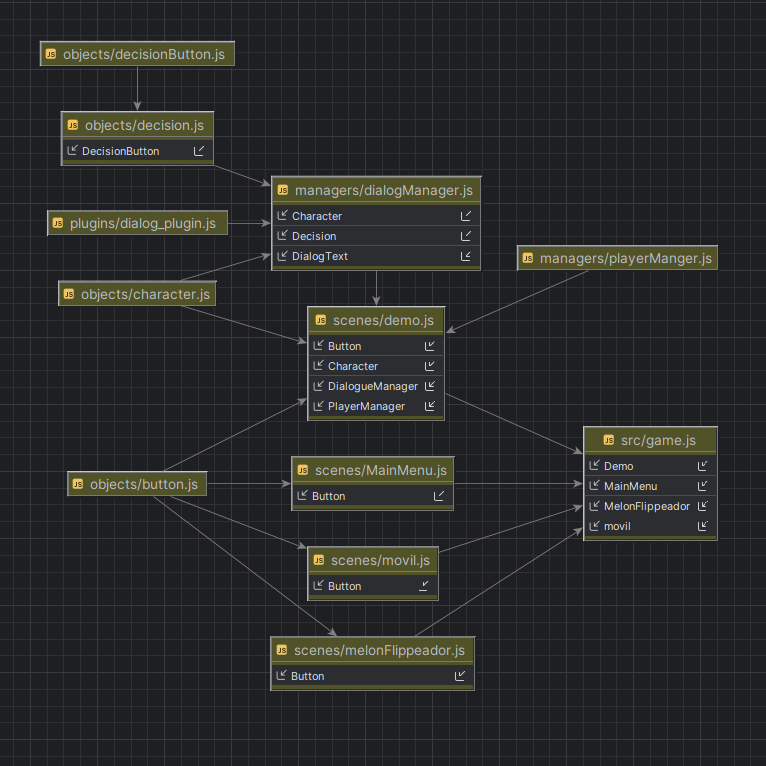 JS objects/decisionButton.js
JS objects/decision.js
DecisionButton
JS managers/dialogManager.js
Character
Decision
DialogText
JS plugins/dialog_plugin.js
JS managers/playerManger.js
JS objects/character.js
JS scenes/demo.js
Button
Character
DialogueManager
PlayerManager
JS src/game.js
Demo
MainMenu
MelonFlippeador
movil
JS objects/button.js
JS scenes/MainMenu.js
Button
JS scenes/movil.js
Button
JS scenes/melonFlippeador.js
Button